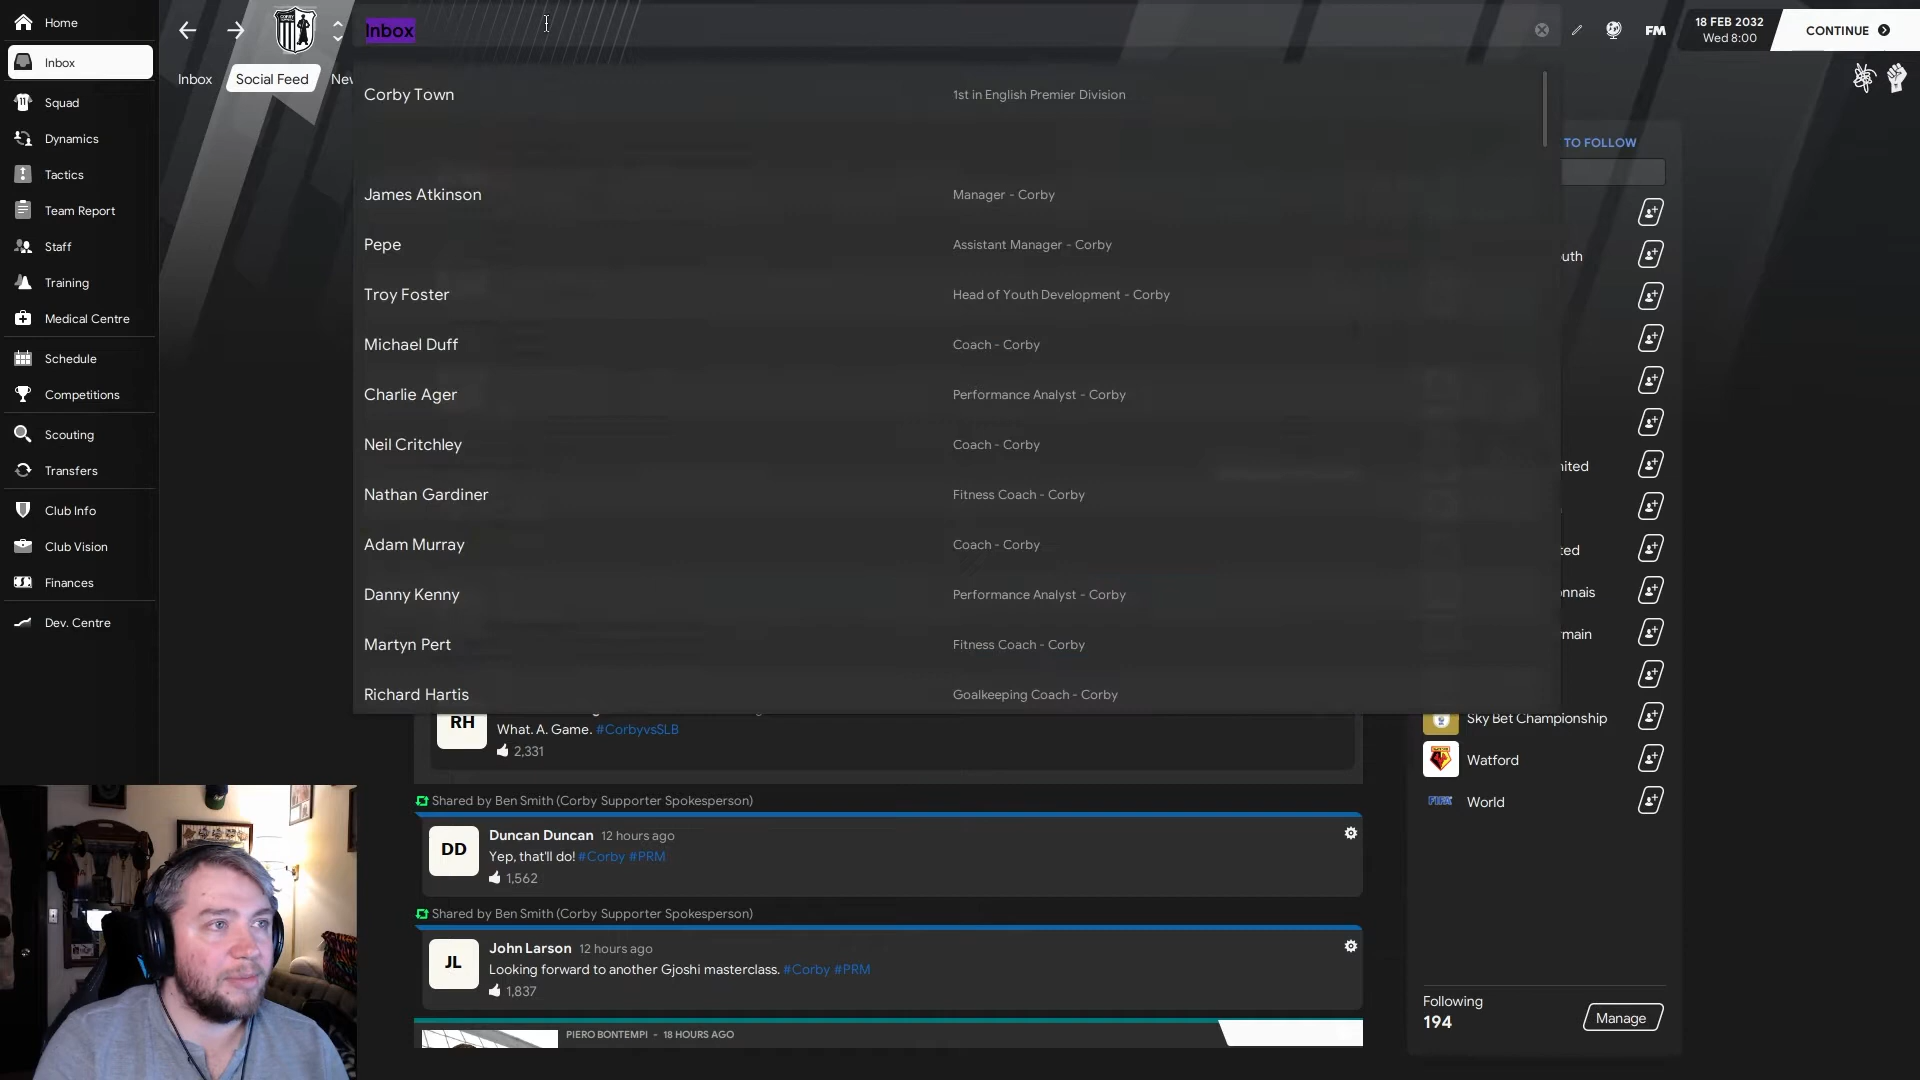 Home
Inbox
Squad
Dynamics
Tactics
Team Report
Staff
Training
Medical Centre
Schedule
Competitions
Scouting
Transfers
Club Info
Club Vision
Finances
Dev. Centre
Inbox
FM
18 FEB 2032
Wed 8:00
CONTINUE
Inbox
Social Feed
Corby Town
1st in English Premier Division
James Atkinson
Manager - Corby
Pepe
Assistant Manager - Corby
Troy Foster
Head of Youth Development - Corby
Michael Duff
Coach - Corby
Charlie Ager
Performance Analyst - Corby
Neil Critchley
Coach - Corby
Nathan Gardiner
Fitness Coach - Corby
Adam Murray
Coach - Corby
Danny Kenny
Performance Analyst - Corby
Martyn Pert
Fitness Coach - Corby
Richard Hartis
Goalkeeping Coach - Corby
TO FOLLOW
Sky Bet Championship
Watford
FIFA
World
Following
194
Manage
RH
What. A. Game. #CorbyvsSLB
2,331
Shared by Ben Smith (Corby Supporter Spokesperson)
DD
Duncan Duncan 12 hours ago
Yep, that'll do! #Corby #PRM
1,562
Shared by Ben Smith (Corby Supporter Spokesperson)
JL
John Larson 12 hours ago
Looking forward to another Gjoshi masterclass. #Corby #PRM
1,837
PIERO BONTEMPI - 18 HOURS AGO